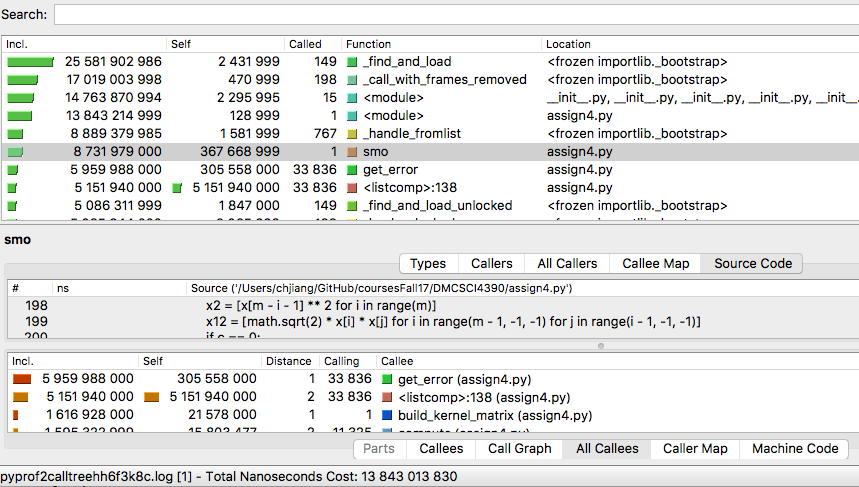 Search:
Incl. Self Called Function Location
25 581 902 986 2 431 999 149 _find_and_load <frozen importlib._bootstrap>
17 019 003 998 470 999 198 _call_with_frames_removed <frozen importlib._bootstrap>
14 763 870 994 2 295 995 15 <module> __init__.py, __init__.py, __init__.py, __init__.py, __init__
13 843 214 999 128 999 1 <module> assign4.py
8 889 379 985 1 581 999 767 _handle_fromlist <frozen importlib._bootstrap>
8 731 979 000 367 668 999 1 smo assign4.py
5 959 988 000 305 558 000 33 836 get_error assign4.py
5 151 940 000 5 151 940 000 33 836 <listcomp>:138 assign4.py
5 086 311 999 1 847 000 149 _find_and_load_unlocked <frozen importlib._bootstrap>
smo
Types Callers All Callers Callee Map Source Code
# ns Source ('/Users/chjiang/GitHub/coursesFall17/DMCSCI4390/assign4.py')
198 x2 = [x[m - i - 1] ** 2 for i in range(m)]
199 x12 = [math.sqrt(2) * x[i] * x[j] for i in range(m - 1, -1, -1) for j in range(i - 1, -1, -1)]
200 if c == 0:
Incl. Self Distance Calling Callee
5 959 988 000 305 558 000 1 33 836 get_error (assign4.py)
5 151 940 000 5 151 940 000 2 33 836 <listcomp>:138 (assign4.py)
1 616 928 000 21 578 000 1 1 build_kernel_matrix (assign4.py)
Parts Callees Call Graph All Callees Caller Map Machine Code
pyprof2calltreehh6f3k8c.log [1] - Total Nanoseconds Cost: 13 843 013 830